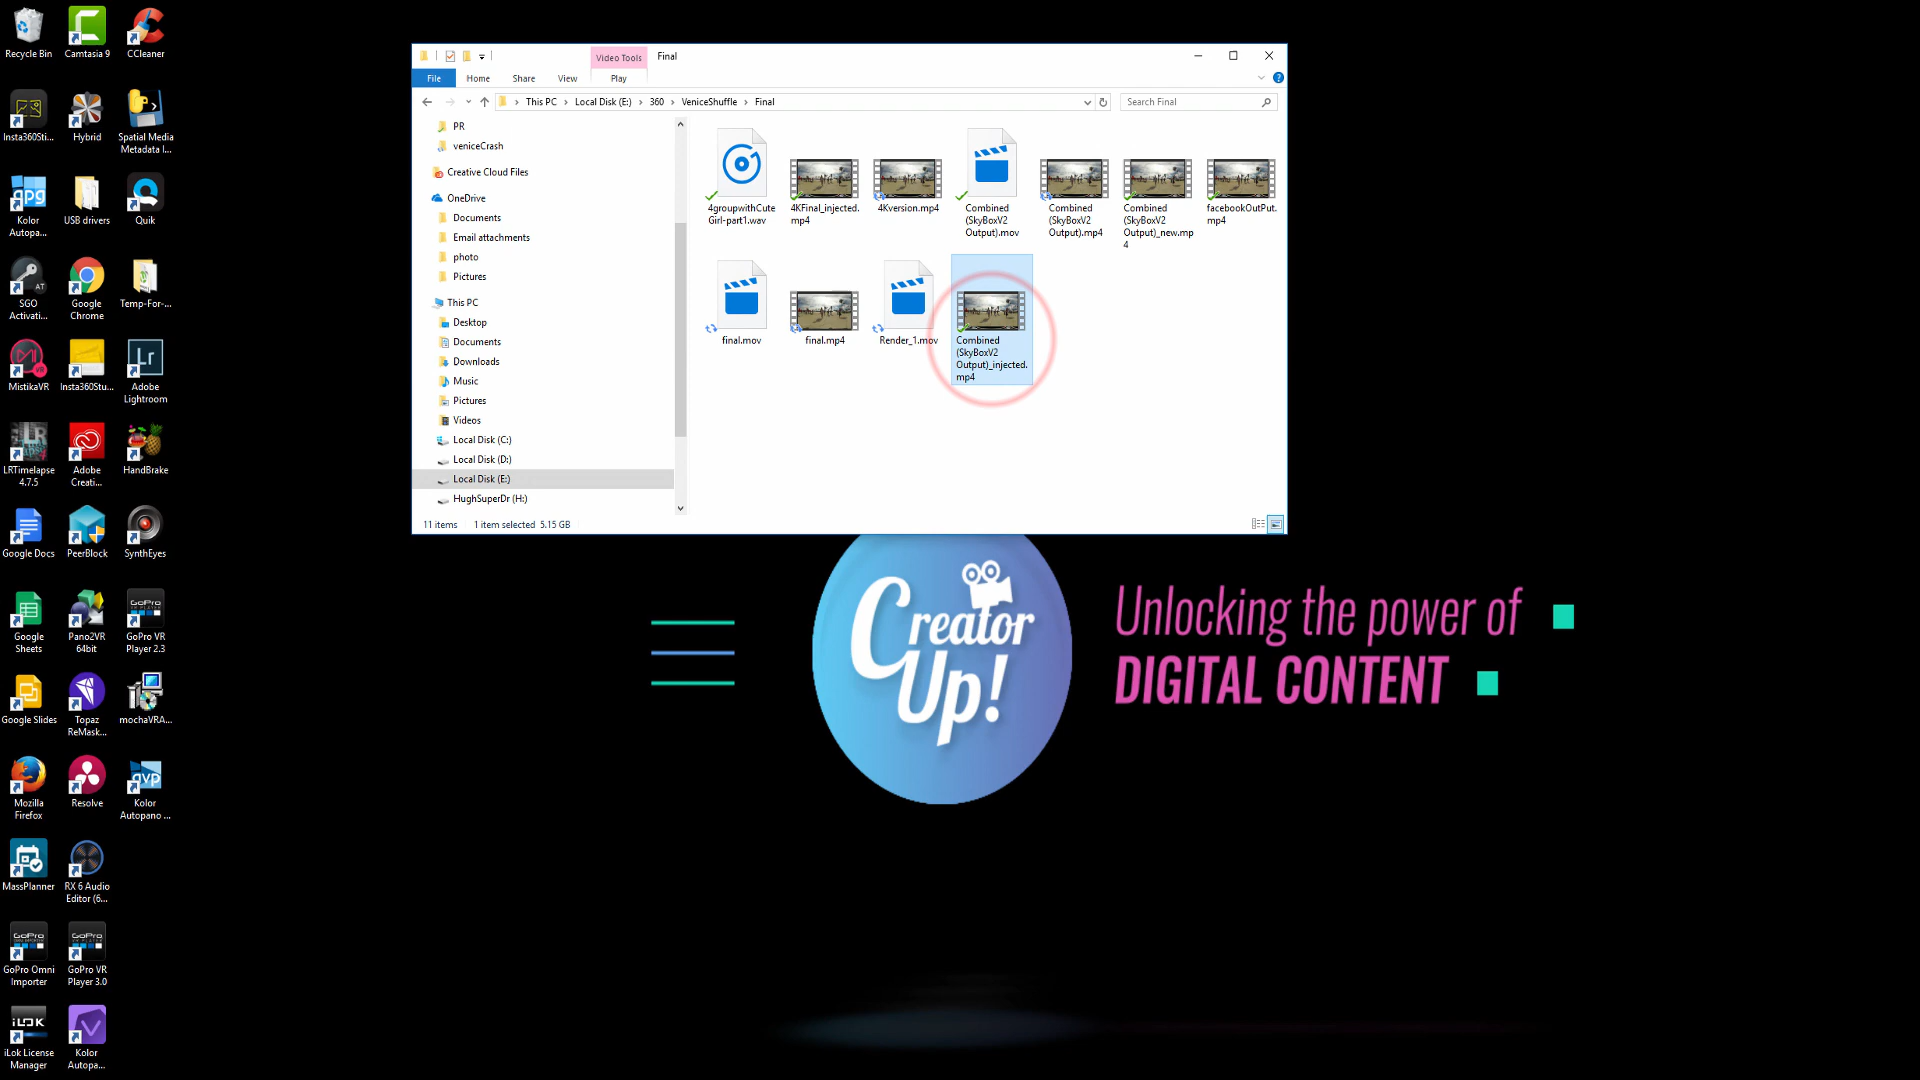 Recycle Bin
Camtasia 9
CCleaner
Insta360Sti...
Hybrid
Spatial Media
Metadata I...
Kolor
Autopa...
USB drivers
Quik
SGO
Activati...
Google
Chrome
Temp-For-...
MistikaVR
Insta360Stu...
Adobe
Lightroom
LRTimelapse
4.7.5
Adobe
Creati...
HandBrake
Google Docs
PeerBlock
SynthEyes
Google
Sheets
Pano2VR
64bit
GoPro VR
Player 2.3
Google Slides
Topaz
ReMask...
mochaVRA...
Mozilla
Firefox
Resolve
Kolor
Autopano ...
MassPlanner
RX 6 Audio
Editor (6...
GoPro Omni
Importer
GoPro VR
Player 3.0
iLok License
Manager
Kolor
Autopa...
Video Tools
Final
File
Home
Share
View
Play
This PC
Local Disk (E:)
360
VeniceShuffle
Final
Search Final
PR
veniceCrash
Creative Cloud Files
OneDrive
Documents
Email attachments
photo
Pictures
This PC
Desktop
Documents
Downloads
Music
Pictures
Videos
Local Disk (C:)
Local Disk (D:)
Local Disk (E:)
HughSuperDr (H:)
4groupwithCute
Girl-part1.wav
4KFinal_injected.
mp4
4Kversion.mp4
Combined
(SkyBoxV2
Output).mov
Combined
(SkyBoxV2
Output).mp4
Combined
(SkyBoxV2
Output)_new.mp
4
facebookOutPut.
mp4
final.mov
final.mp4
Render_1.mov
Combined
(SkyBoxV2
Output)_injected.
mp4
11 items
1 item selected 5.15 GB
Creator
Up!
Unlocking the power of
DIGITAL CONTENT